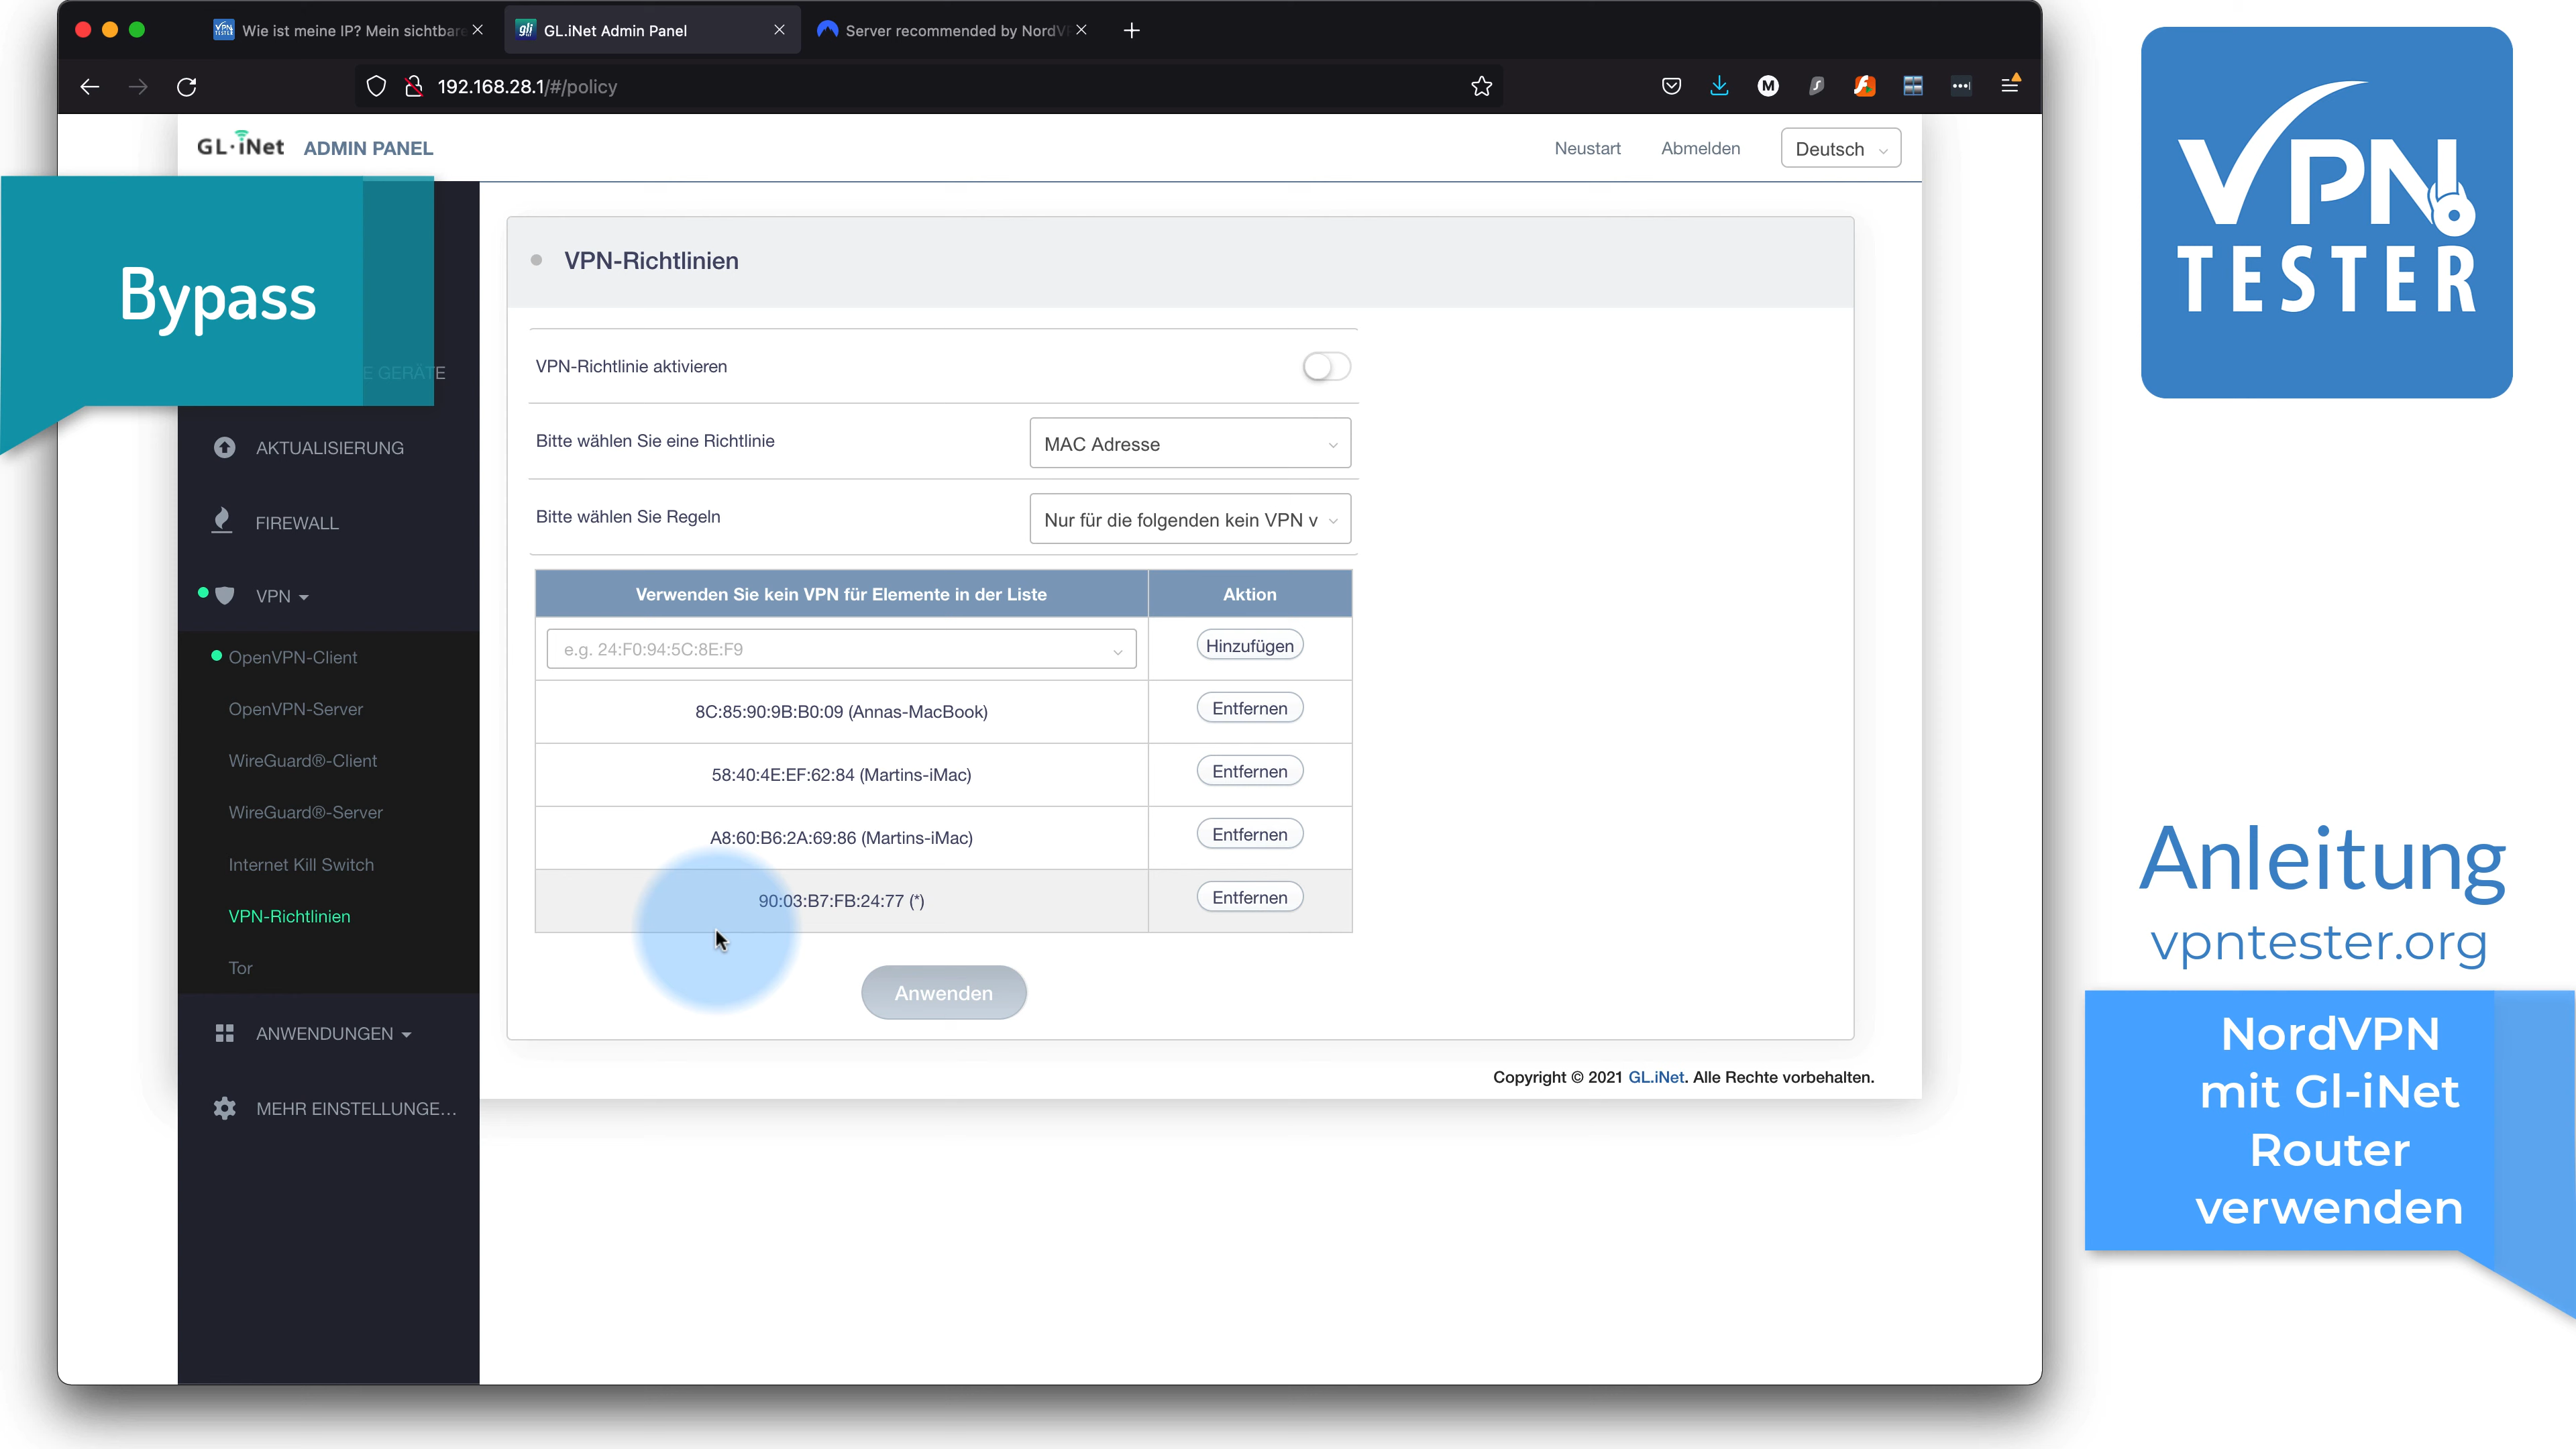 Wie ist meine IP? Mein sichtbare
GL.iNet Admin Panel
Server recommended by NordV
192.168.28.1/#/policy
GL·iNet ADMIN PANEL
Neustart
Abmelden
Deutsch
Bypass
E GERÄTE
AKTUALISIERUNG
FIREWALL
VPN
OpenVPN-Client
OpenVPN-Server
WireGuard®-Client
WireGuard®-Server
Internet Kill Switch
VPN-Richtlinien
Tor
ANWENDUNGEN
MEHR EINSTELLUNGE...
VPN-Richtlinien
VPN-Richtlinie aktivieren
Bitte wählen Sie eine Richtlinie
MAC Adresse
Bitte wählen Sie Regeln
Nur für die folgenden kein VPN v
Verwenden Sie kein VPN für Elemente in der Liste
Aktion
e.g. 24:F0:94:5C:8E:F9
Hinzufügen
8C:85:90:9B:B0:09 (Annas-MacBook)
Entfernen
58:40:4E:EF:62:84 (Martins-iMac)
Entfernen
A8:60:B6:2A:69:86 (Martins-iMac)
Entfernen
90:03:B7:FB:24:77 (*)
Entfernen
Anwenden
Copyright © 2021 GL.iNet. Alle Rechte vorbehalten.
VPN
TESTER
Anleitung
vpntester.org
NordVPN
mit Gl-iNet
Router
verwenden